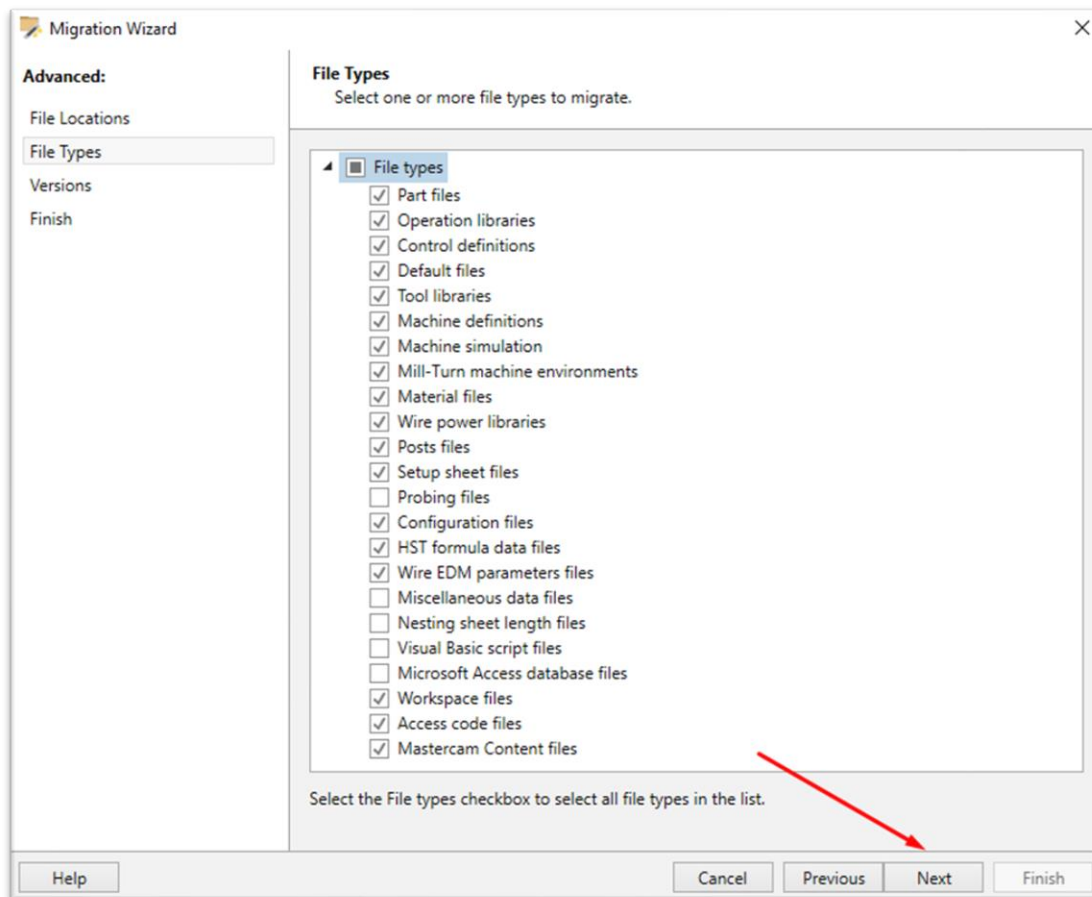 Migration Wizard
Advanced:
File Locations
File Types
Versions
Finish
File Types
Select one or more file types to migrate.
File types
Part files
Operation libraries
Control definitions
Default files
Tool libraries
Machine definitions
Machine simulation
Mill-Turn machine environments
Material files
Wire power libraries
Posts files
Setup sheet files
Probing files
Configuration files
HST formula data files
Wire EDM parameters files
Miscellaneous data files
Nesting sheet length files
Visual Basic script files
Microsoft Access database files
Workspace files
Access code files
Mastercam Content files
Select the File types checkbox to select all file types in the list.
Help Cancel Previous Next Finish